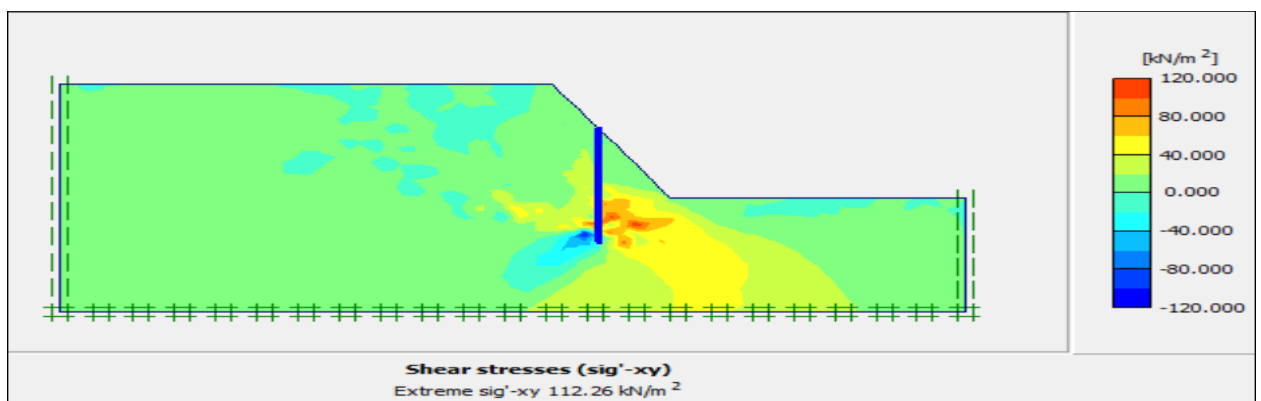 [kN/m ²]
120.000
80.000
40.000
0.000
-40.000
-80.000
-120.000
Shear stresses (sig'-xy)
Extreme sig'-xy 112.26 kN/m ²